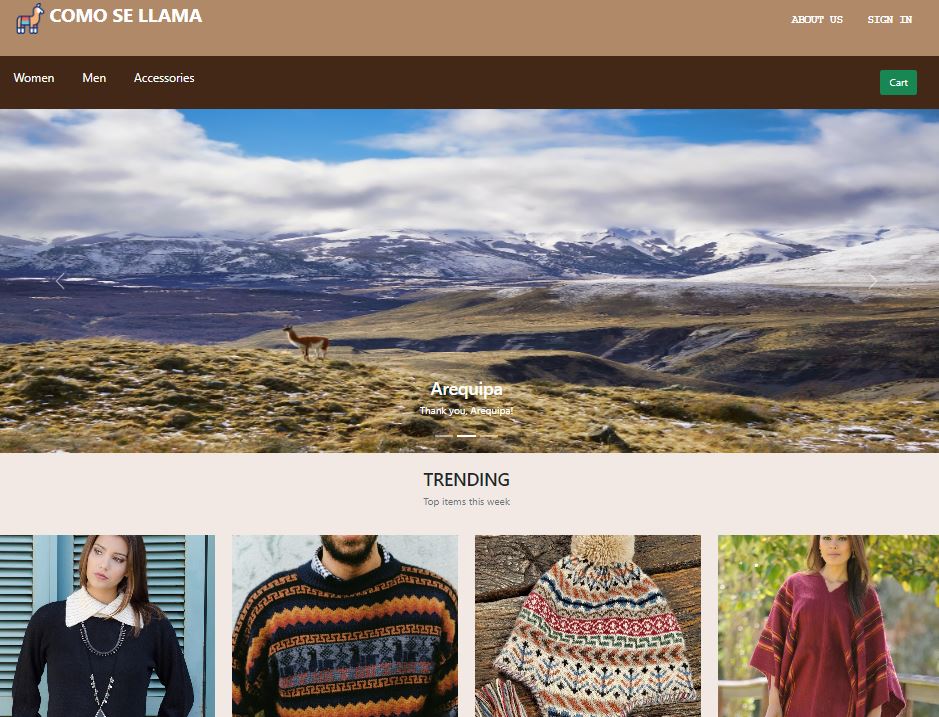 COMO SE LLAMA
ABOUT US
SIGN IN
Women
Men
Accessories
Cart
Arequipa
Thank you, Arequipa!
TRENDING
Top items this week